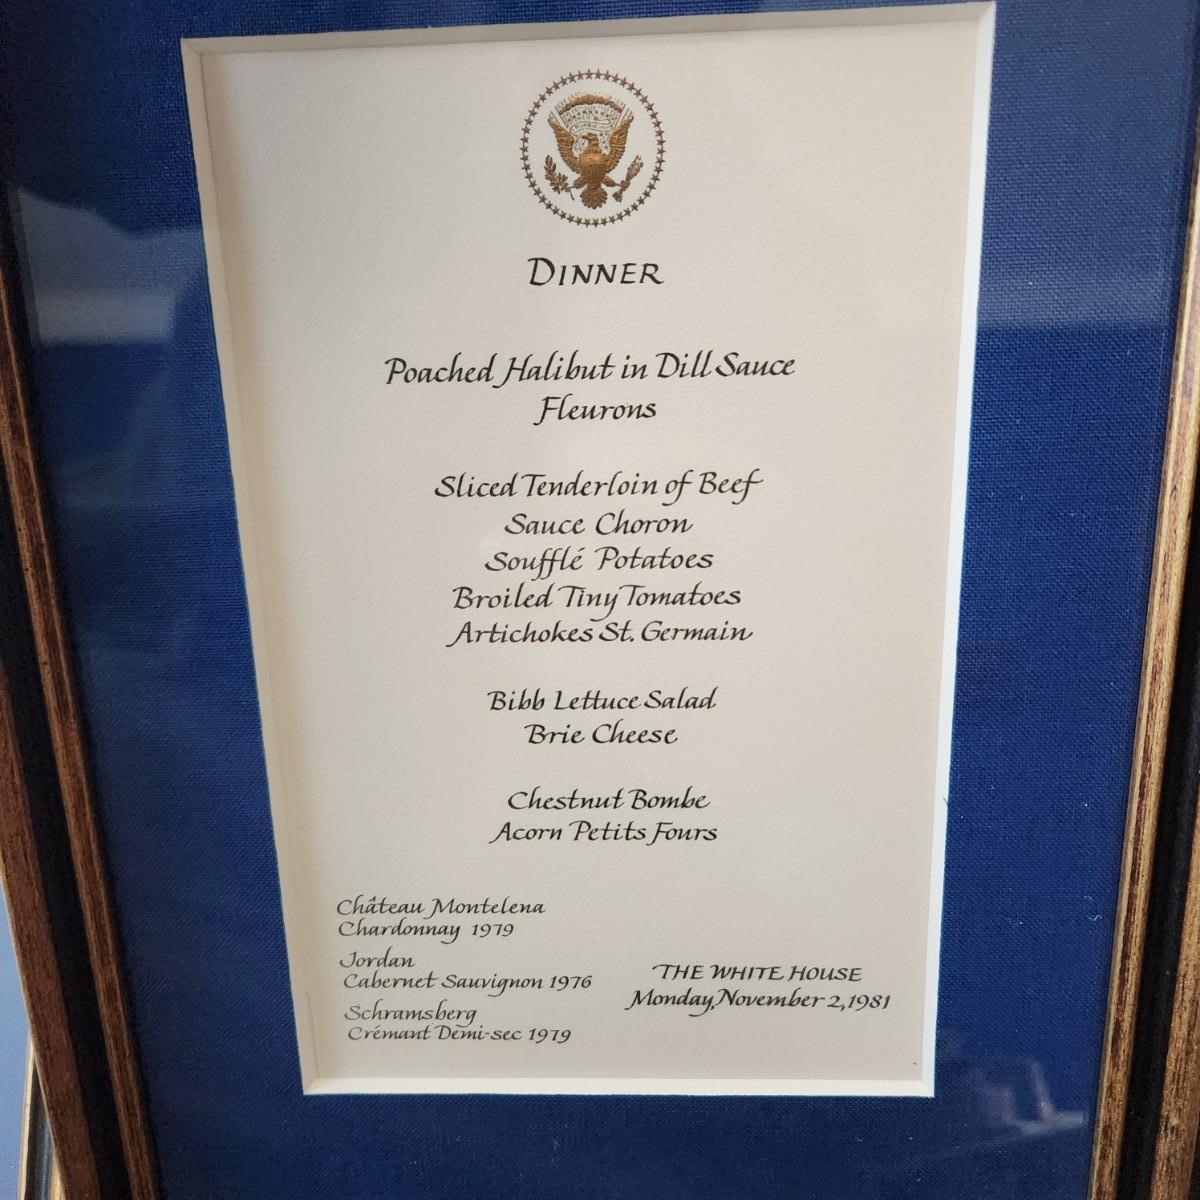 DINNER
Poached Halibut in Dill Sauce
Fleurons
Sliced Tenderloin of Beef
Sauce Choron
Soufflé Potatoes
Broiled Tiny Tomatoes
Artichokes St. Germain
Bibb Lettuce Salad
Brie Cheese
Chestnut Bombe
Acorn Petits Fours
Château Montelena
Chardonnay 1979
Jordan
Cabernet Sauvignon 1976
Schramsberg
Crémant Demi-sec 1979
THE WHITE HOUSE
Monday, November 2, 1981